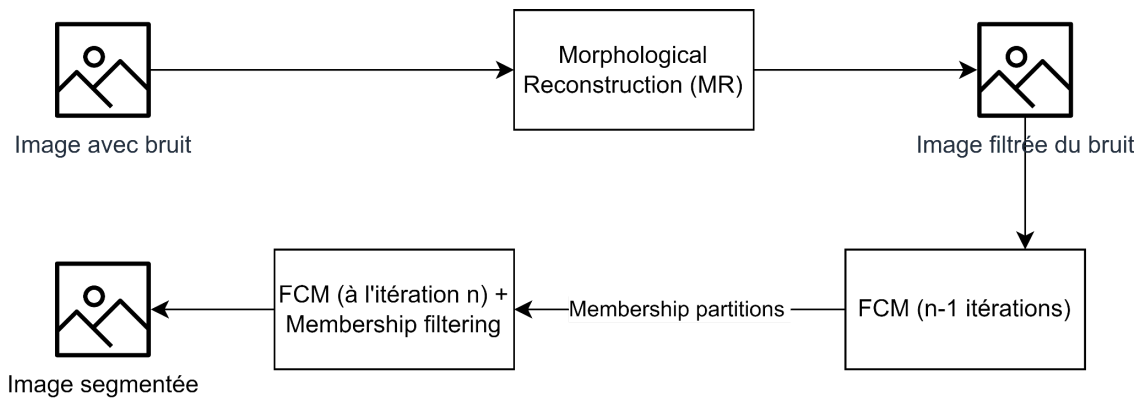 Morphological
Reconstruction (MR)
Image avec bruit
Image filtrée du bruit
FCM (à l'itération n) +
Membership filtering
Membership partitions
FCM (n-1 itérations)
Image segmentée